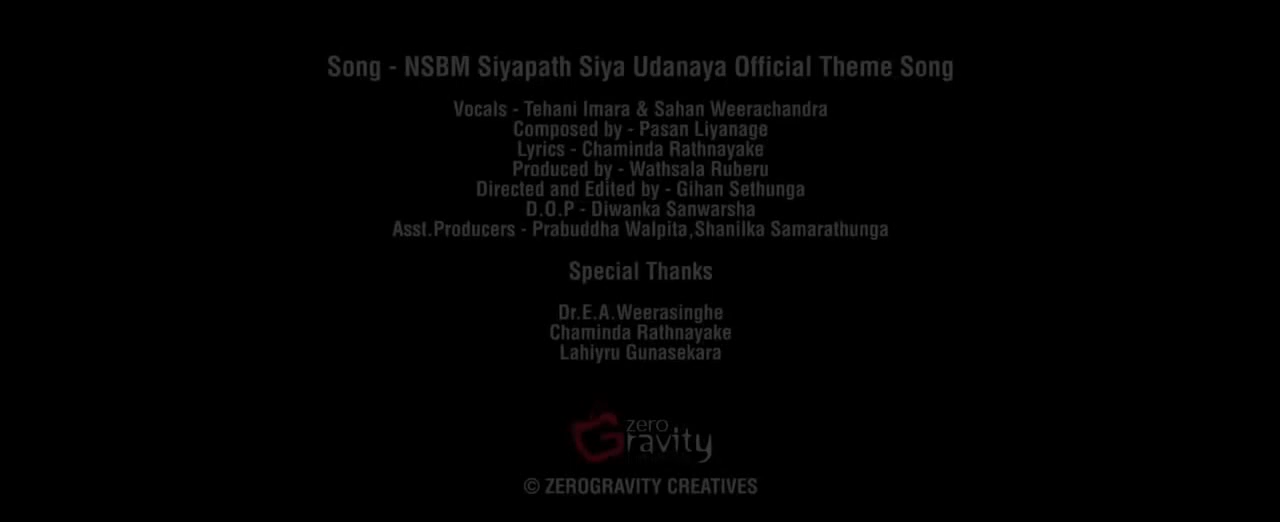 Song - NSBM Siyapath Siya Udanaya Official Theme Song
Vocals - Tehani Imara & Sahan Weerachandra
Composed by - Pasan Liyanage
Lyrics - Chaminda Rathnayake
Produced by - Wathsala Ruberu
Directed and Edited by - Gihan Sethunga
D.O.P - Diwanka Sanwarsha
Asst.Producers - Prabuddha Walpita,Shanilka Samarathunga
Special Thanks
Dr.E.A.Weerasinghe
Chaminda Rathnayake
Lahiyru Gunasekara
zero
Gravity
© ZEROGRAVITY CREATIVES